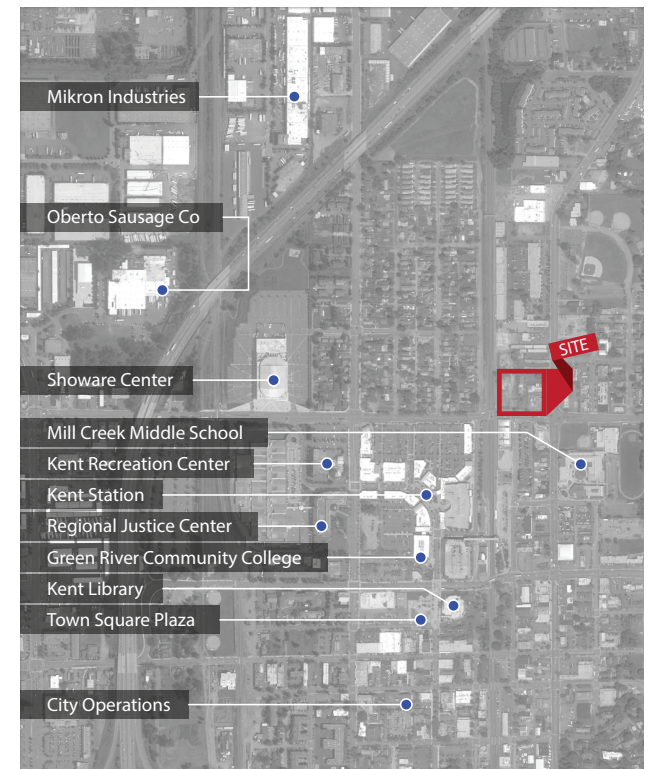 Mikron Industries
Oberto Sausage Co
SITE
Showare Center
Mill Creek Middle School
Kent Recreation Center
Kent Station
Regional Justice Center
Green River Community College
Kent Library
Town Square Plaza
City Operations